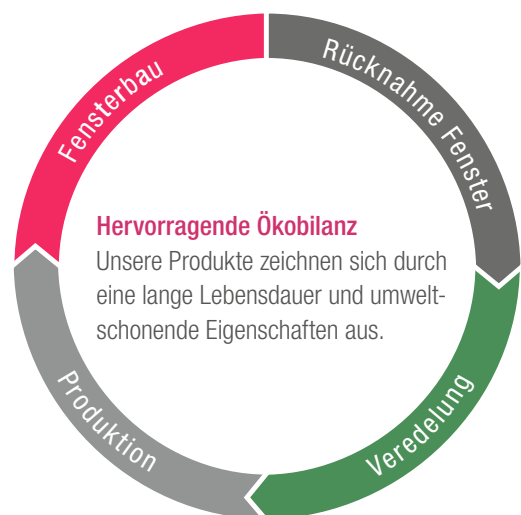 Fensterbau
Rücknahme Fenster
Hervorragende Ökobilanz
Unsere Produkte zeichnen sich durch
eine lange Lebensdauer und umwelt-
schonende Eigenschaften aus.
Produktion
Veredelung